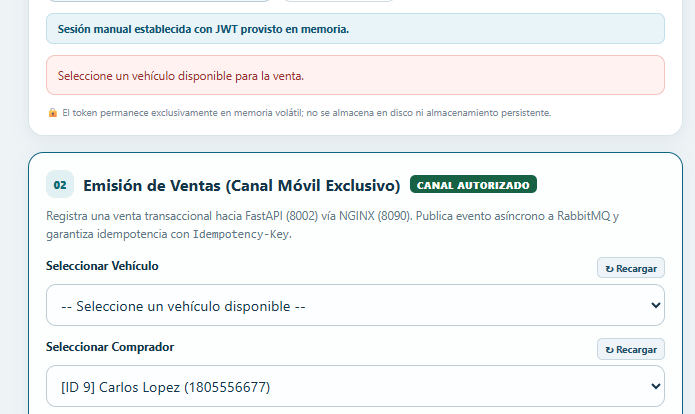 Sesión manual establecida con JWT provisto en memoria.
Seleccione un vehículo disponible para la venta.
🔒 El token permanece exclusivamente en memoria volátil; no se almacena en disco ni almacenamiento persistente.
02 Emisión de Ventas (Canal Móvil Exclusivo) CANAL AUTORIZADO
Registra una venta transaccional hacia FastAPI (8002) vía NGINX (8090). Publica evento asíncrono a RabbitMQ y
garantiza idempotencia con Idempotency-Key.
Seleccionar Vehículo ↻ Recargar
-- Seleccione un vehículo disponible --
Seleccionar Comprador ↻ Recargar
[ID 9] Carlos Lopez (1805556677)